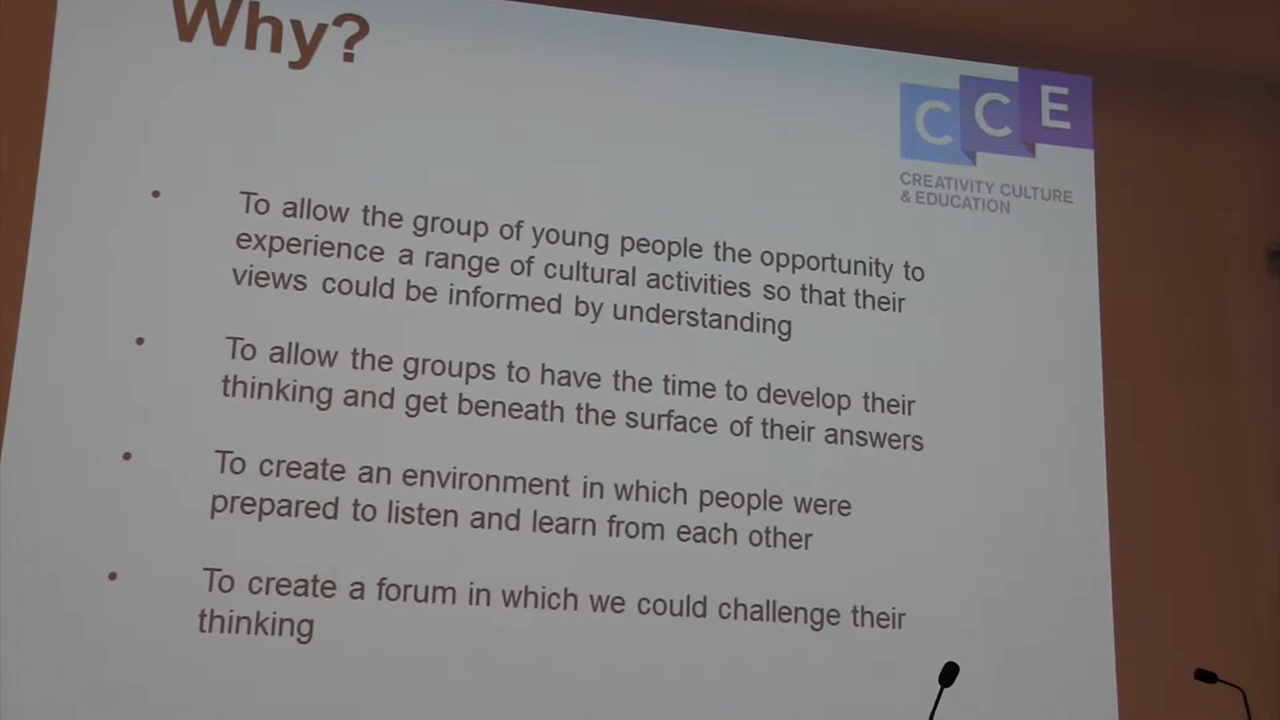 Why?
C C E
CREATIVITY CULTURE
& EDUCATION
• To allow the group of young people the opportunity to
experience a range of cultural activities so that their
views could be informed by understanding
• To allow the groups to have the time to develop their
thinking and get beneath the surface of their answers
• To create an environment in which people were
prepared to listen and learn from each other
• To create a forum in which we could challenge their
thinking